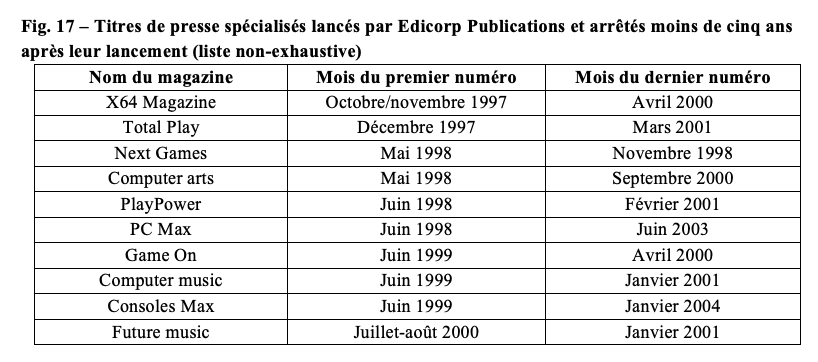 Fig. 17 – Titres de presse spécialisés lancés par Edicorp Publications et arrêtés moins de cinq ans
après leur lancement (liste non-exhaustive)
Nom du magazine Mois du premier numéro Mois du dernier numéro
X64 Magazine Octobre/novembre 1997 Avril 2000
Total Play Décembre 1997 Mars 2001
Next Games Mai 1998 Novembre 1998
Computer arts Mai 1998 Septembre 2000
PlayPower Juin 1998 Février 2001
PC Max Juin 1998 Juin 2003
Game On Juin 1999 Avril 2000
Computer music Juin 1999 Janvier 2001
Consoles Max Juin 1999 Janvier 2004
Future music Juillet-août 2000 Janvier 2001